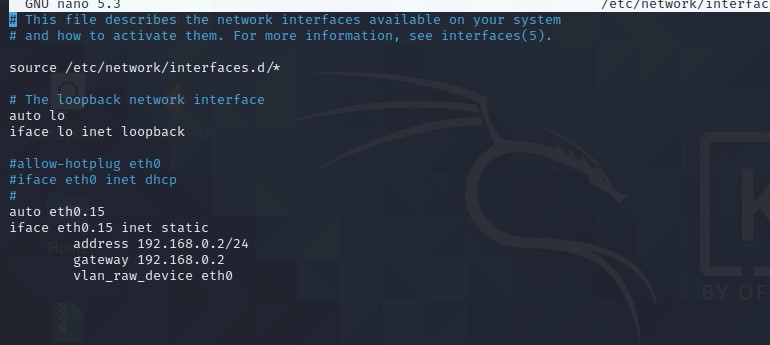 GNU nano 5.3 /etc/network/interfac
# This file describes the network interfaces available on your system
# and how to activate them. For more information, see interfaces(5).
source /etc/network/interfaces.d/*
# The loopback network interface
auto lo
iface lo inet loopback
#allow-hotplug eth0
#iface eth0 inet dhcp
#
auto eth0.15
iface eth0.15 inet static
address 192.168.0.2/24
gateway 192.168.0.2
vlan_raw_device eth0
BY OF